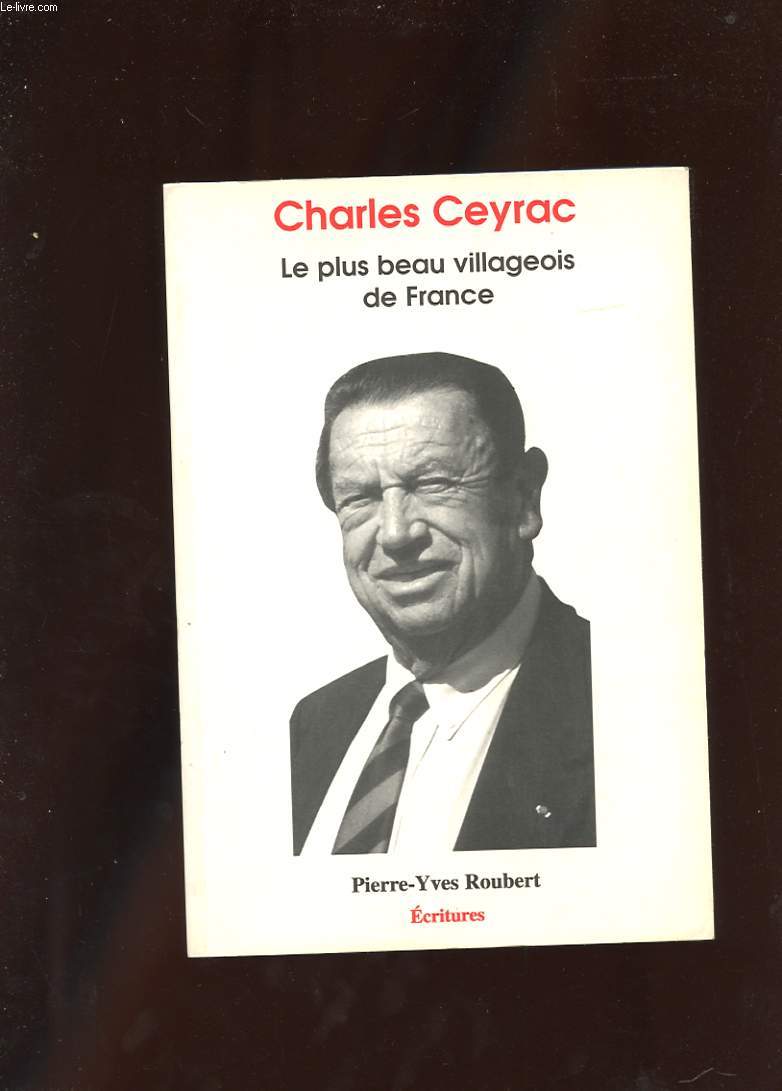 Le-livre.com
Charles Ceyrac
Le plus beau villageois
de France
Pierre-Yves Roubert
Écritures